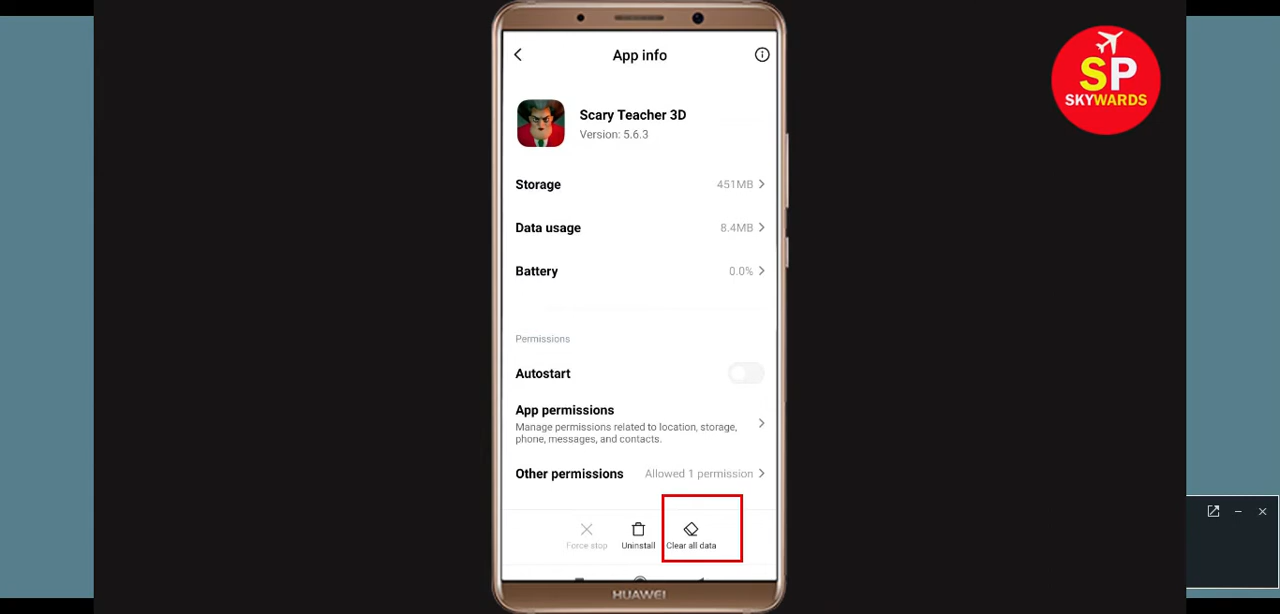 App info
SP
SKYWARDS
Scary Teacher 3D
Version: 5.6.3
Storage 451MB
Data usage 8.4MB
Battery 0.0%
Permissions
Autostart
App permissions
Manage permissions related to location, storage,
phone, messages, and contacts.
Other permissions Allowed 1 permission
Force stop Uninstall Clear all data
HUAWEI